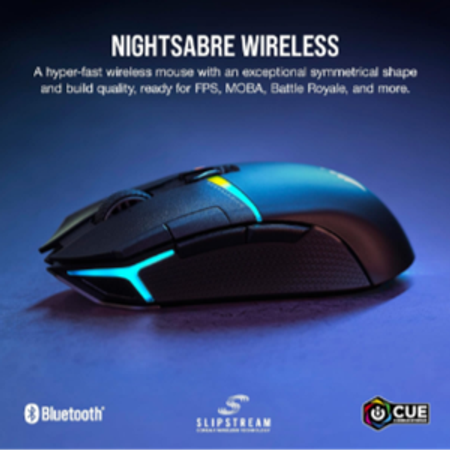 NIGHTSABRE WIRELESS
A hyper-fast wireless mouse with an exceptional symmetrical shape
and build quality, ready for FPS, MOBA, Battle Royale, and more.
Bluetooth®
SLIPSTREAM
CUE